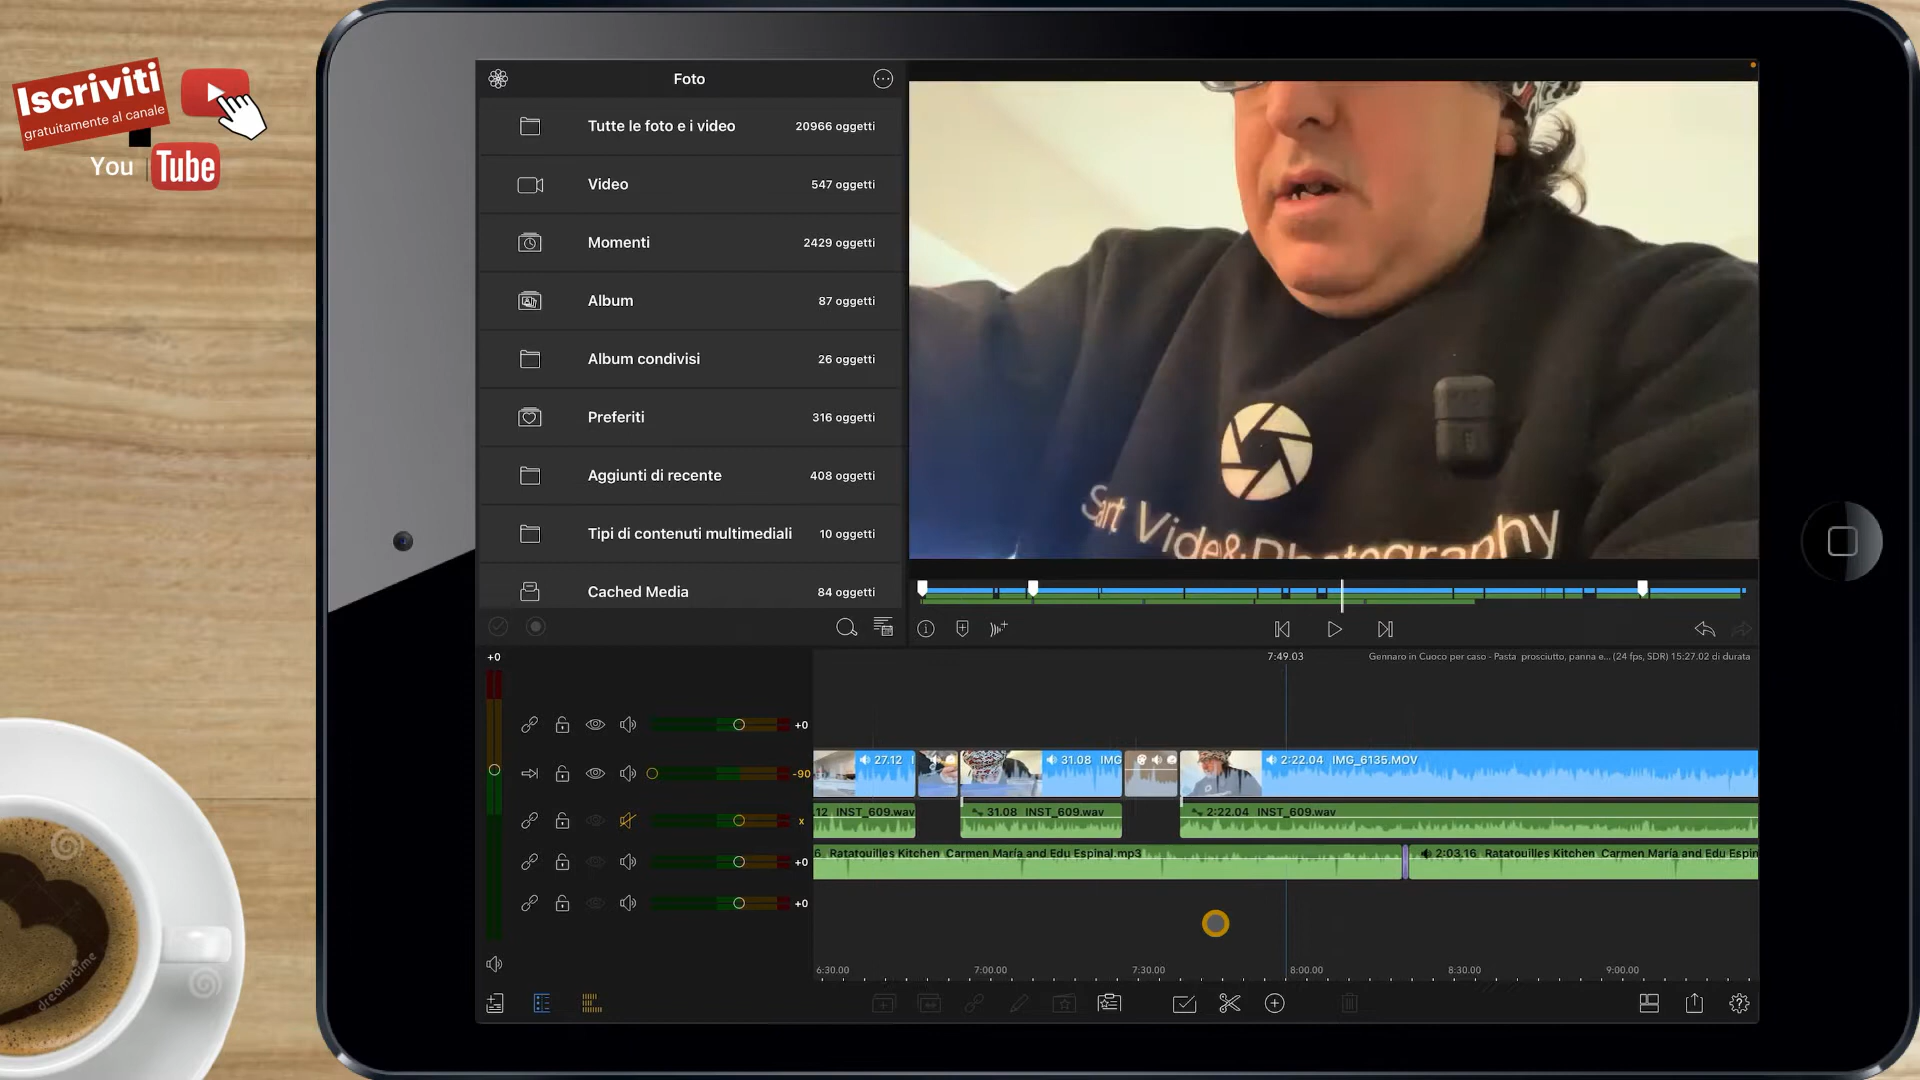 Iscriviti
gratuitamente al canale
You Tube
Foto
Tutte le foto e i video 20966 oggetti
Video 547 oggetti
Momenti 2429 oggetti
Album 87 oggetti
Album condivisi 26 oggetti
Preferiti 316 oggetti
Aggiunti di recente 408 oggetti
Tipi di contenuti multimediali 10 oggetti
Cached Media 84 oggetti
Sart Video&Photography
+0
7:49.03
Gennaro in Cuoco per caso - Pasta prosciutto, panna e... (24 fps, SDR) 15:27.02 di durata
+0
27.12 I
31.08 IMG
2:22.04 IMG_6135.MOV
-90
.12 INST_609.wav
31.08 INST_609.wav
2:22.04 INST_609.wav
x
6, Ratatouilles Kitchen Carmen María and Edu Espinal.mp3
2:03.16 Ratatouilles Kitchen Carmen María and Edu Espin
+0
+0
6:30.00 7:00.00 7:30.00 8:00.00 8:30.00 9:00.00
dreamstime